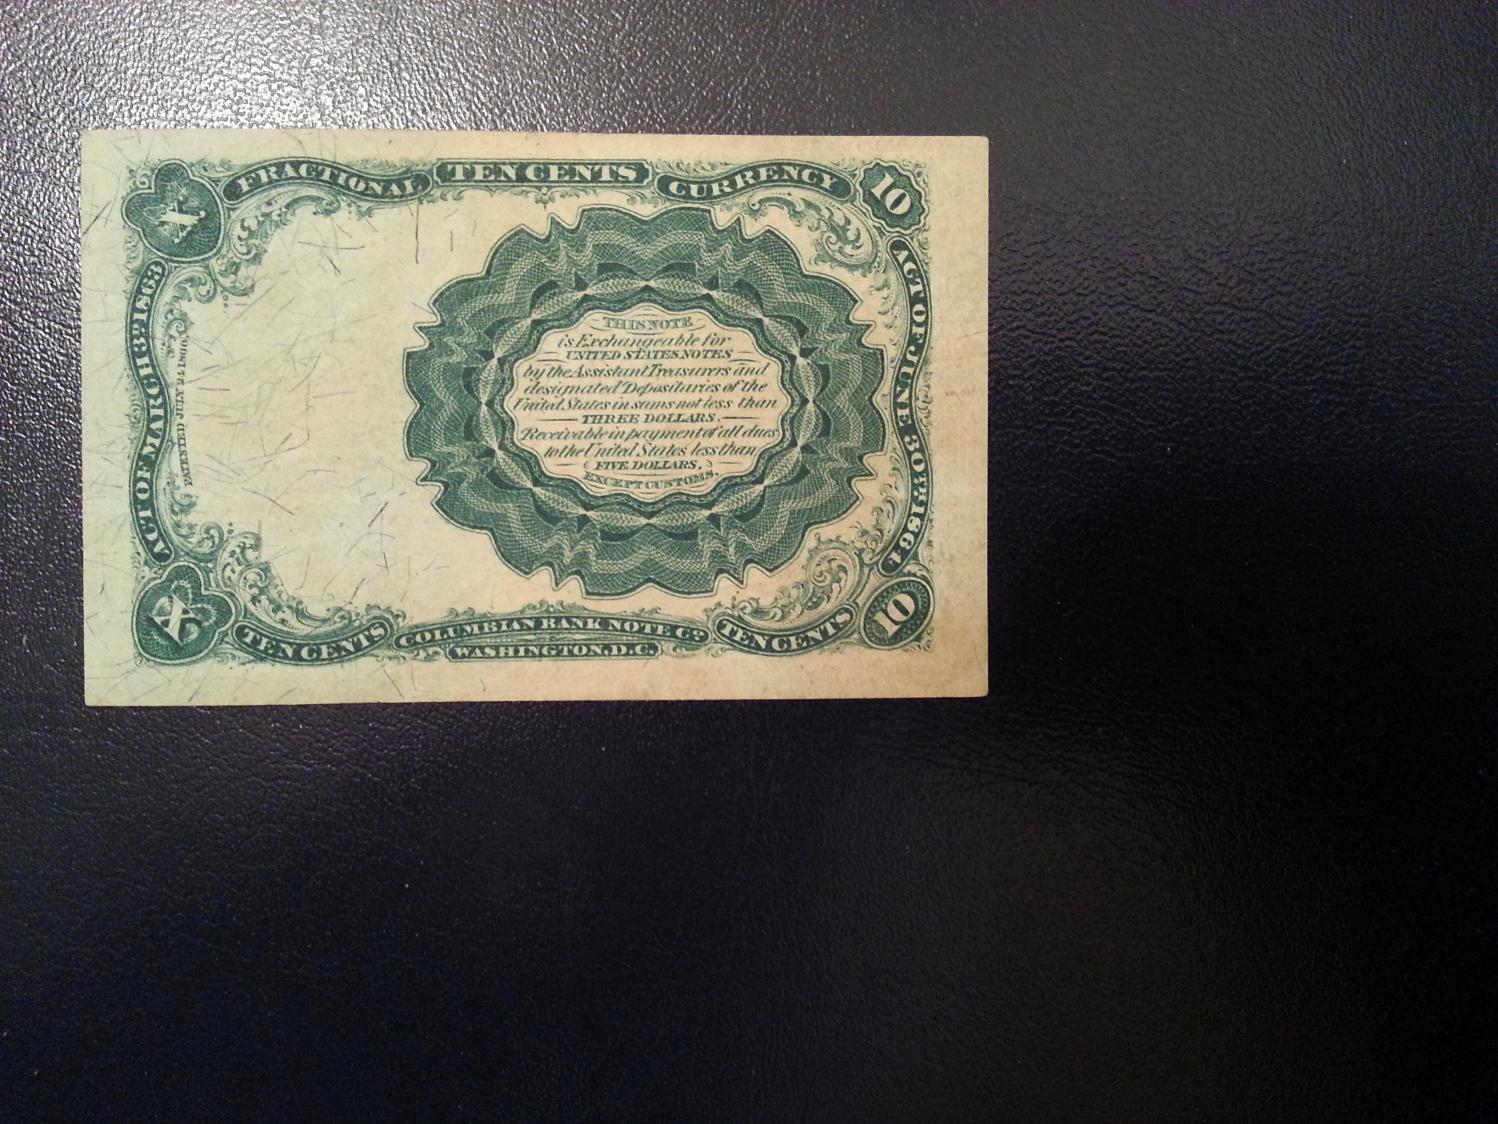 FRACTIONAL TEN CENTS CURRENCY
X
10
ACT OF MARCH 3D 1863
PATENTED JULY 24 1866.
THIS NOTE
is Exchangeable for
UNITED STATES NOTES
by the Assistant Treasurers and
designated Depositaries of the
United States in sums not less than
THREE DOLLARS.
Receivable in payment of all dues
to the United States less than
FIVE DOLLARS,
EXCEPT CUSTOMS.
ACT OF JUNE 30TH 1864
X
TEN CENTS
COLUMBIAN BANK NOTE CO.
WASHINGTON, D.C.
TEN CENTS
10